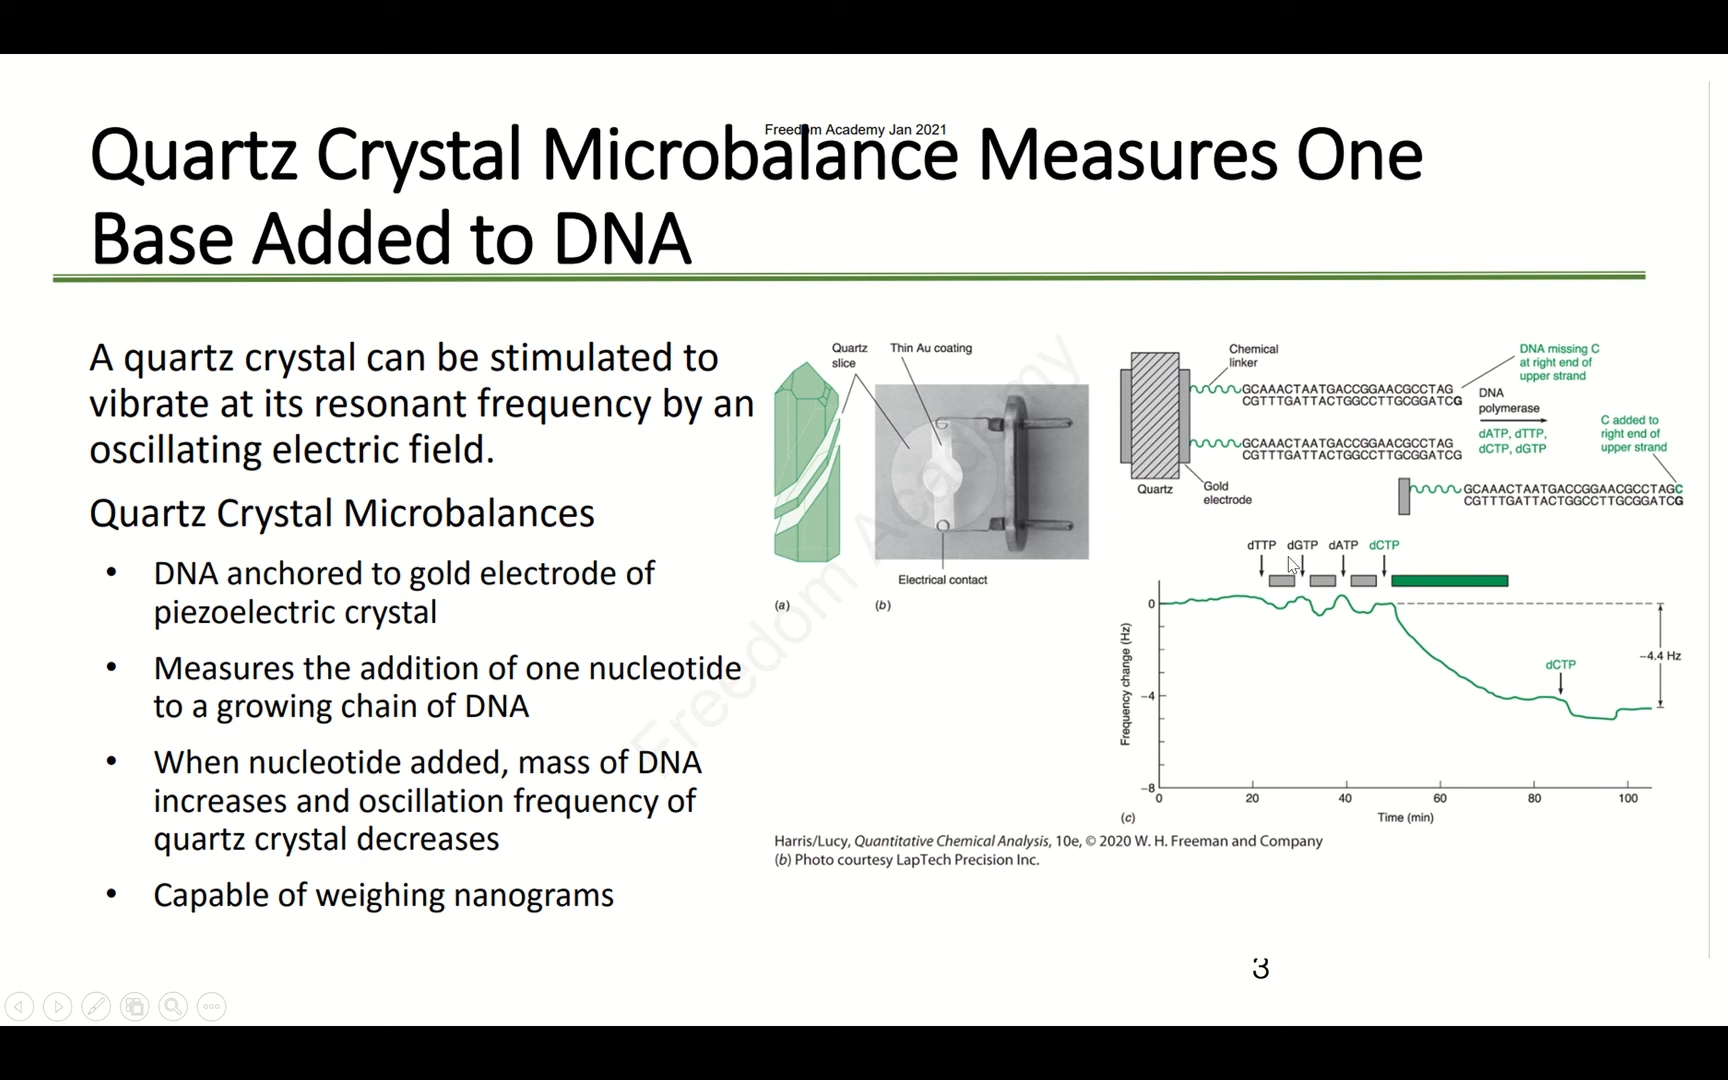 Freedom Academy Jan 2021
Quartz Crystal Microbalance Measures One
Base Added to DNA
A quartz crystal can be stimulated to
vibrate at its resonant frequency by an
oscillating electric field.
Quartz Crystal Microbalances
• DNA anchored to gold electrode of
piezoelectric crystal
• Measures the addition of one nucleotide
to a growing chain of DNA
• When nucleotide added, mass of DNA
increases and oscillation frequency of
quartz crystal decreases
• Capable of weighing nanograms
Freedom Academy
Quartz
slice
Thin Au coating
Electrical contact
(a)
(b)
Chemical
linker
DNA missing C
at right end of
upper strand
GCAAACTAATGACCGGAACGCCTAG
CGTTTGATTACTGGCCTTGCGGATCG
DNA
polymerase
dATP, dTTP,
dCTP, dGTP
C added to
right end of
upper strand
GCAAACTAATGACCGGAACGCCTAG
CGTTTGATTACTGGCCTTGCGGATCG
Quartz
Gold
electrode
GCAAACTAATGACCGGAACGCCTAGC
CGTTTGATTACTGGCCTTGCGGATCG
dTTP dGTP dATP dCTP
0
−4
−8
Frequency change (Hz)
dCTP
−4.4 Hz
0 20 40 60 80 100
Time (min)
(c)
Harris/Lucy, Quantitative Chemical Analysis, 10e, © 2020 W. H. Freeman and Company
(b) Photo courtesy LapTech Precision Inc.
3